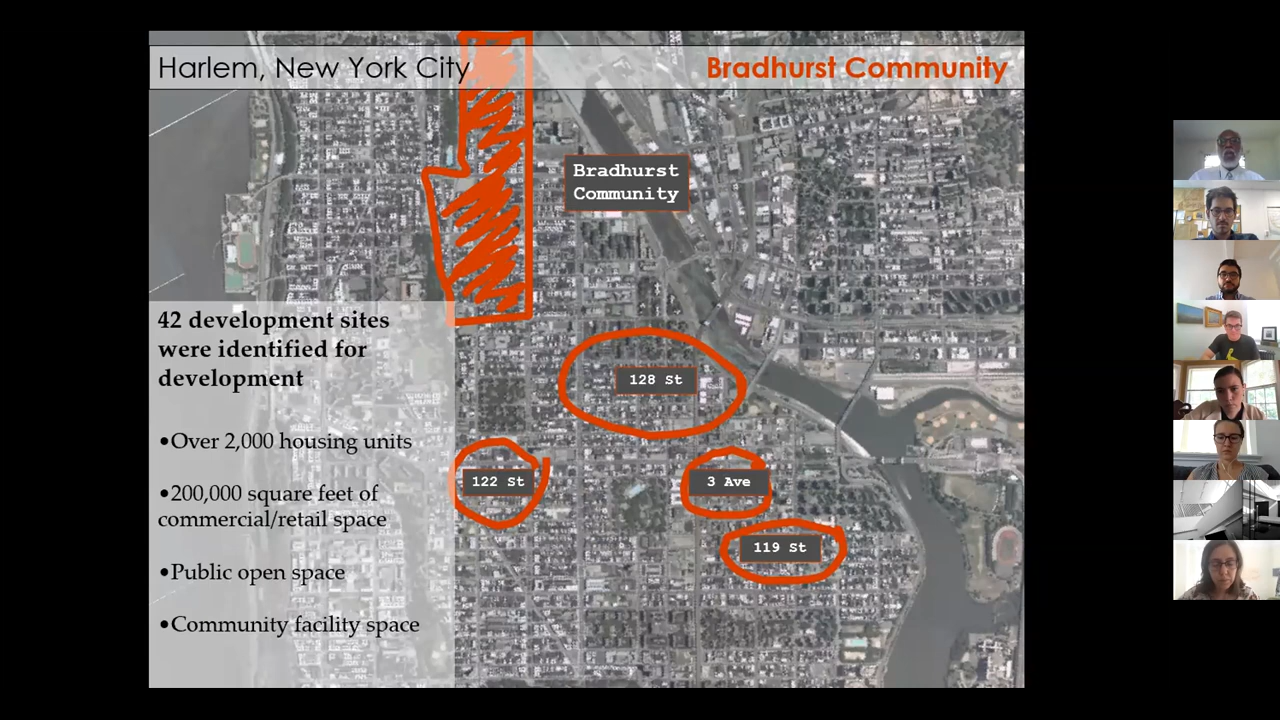 Harlem, New York City
Bradhurst Community
Bradhurst
Community
42 development sites
were identified for
development
•Over 2,000 housing units
•200,000 square feet of
commercial/retail space
•Public open space
•Community facility space
128 St
122 St
3 Ave
119 St